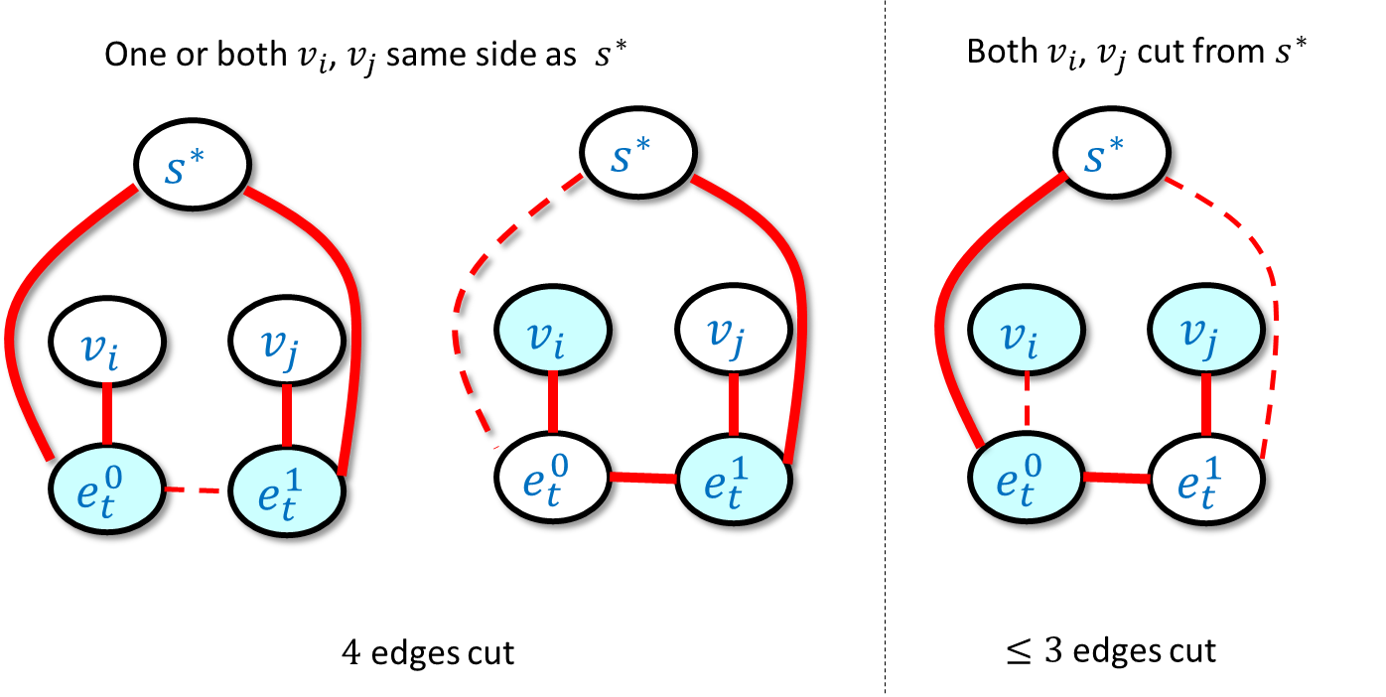 One or both $v_i$, $v_j$ same side as $s^*$
Both $v_i$, $v_j$ cut from $s^*$
$s^*$
$v_i$ $v_j$
$e_t^0$ $e_t^1$
$s^*$
$v_i$ $v_j$
$e_t^0$ $e_t^1$
$s^*$
$v_i$ $v_j$
$e_t^0$ $e_t^1$
4 edges cut
≤ 3 edges cut